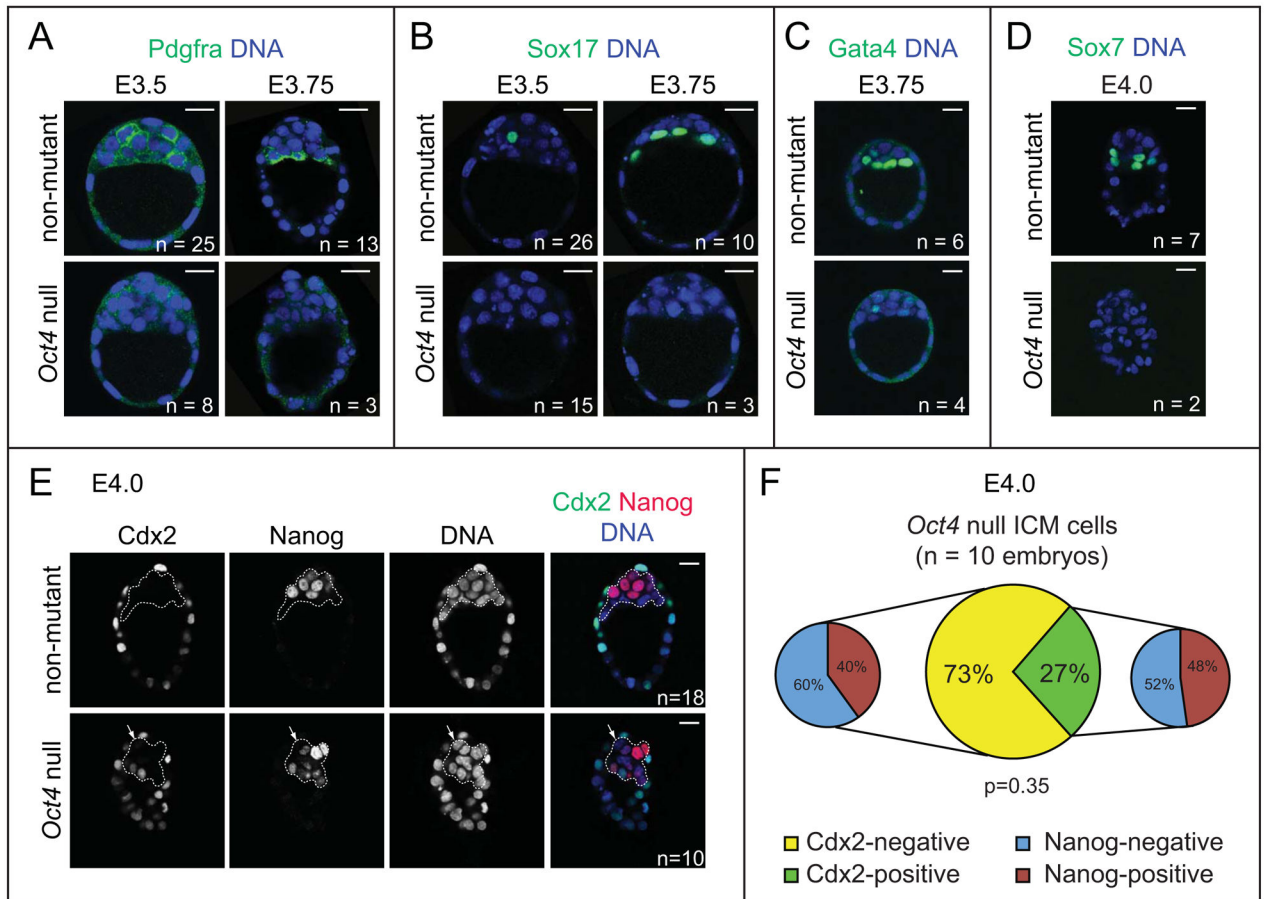 A
Pdgfra DNA
E3.5 E3.75
non-mutant
n = 25
n = 13
Oct4 null
n = 8
n = 3
B
Sox17 DNA
E3.5 E3.75
non-mutant
n = 26
n = 10
Oct4 null
n = 15
n = 3
C
Gata4 DNA
E3.75
non-mutant
n = 6
Oct4 null
n = 4
D
Sox7 DNA
E4.0
non-mutant
n = 7
Oct4 null
n = 2
E
E4.0
Cdx2
Nanog
DNA
Cdx2 Nanog
DNA
non-mutant
n=18
Oct4 null
n=10
F
E4.0
Oct4 null ICM cells
(n = 10 embryos)
60%
40%
73%
27%
52%
48%
p=0.35
Cdx2-negative
Cdx2-positive
Nanog-negative
Nanog-positive